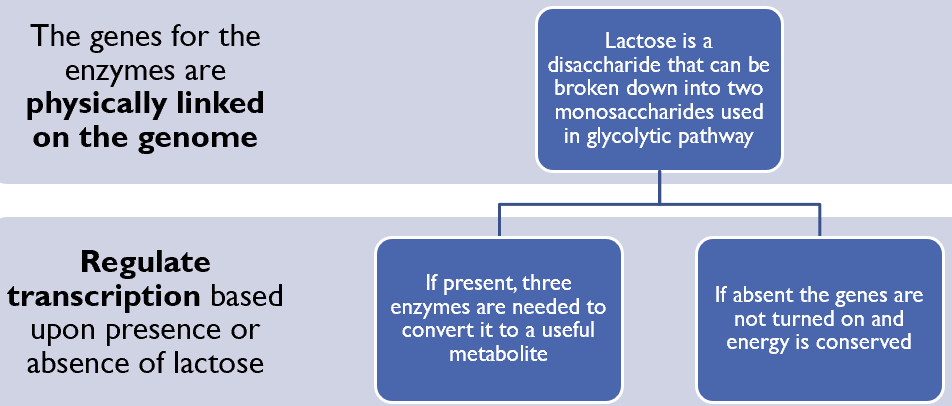 The genes for the
enzymes are
physically linked
on the genome
Lactose is a
disaccharide that can be
broken down into two
monosaccharides used
in glycolytic pathway
Regulate
transcription based
upon presence or
absence of lactose
If present, three
enzymes are needed to
convert it to a useful
metabolite
If absent the genes are
not turned on and
energy is conserved